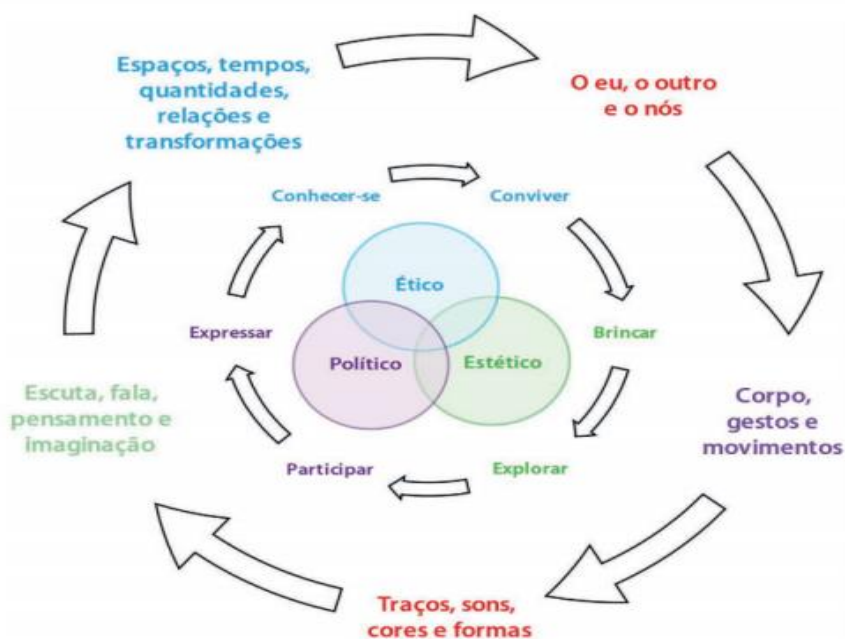 Espaços, tempos,
quantidades,
relações e
transformações
O eu, o outro
e o nós
Conhecer-se
Conviver
Ético
Expressar
Brincar
Político
Estético
Escuta, fala,
pensamento e
imaginação
Corpo,
gestos e
movimentos
Participar
Explorar
Traços, sons,
cores e formas